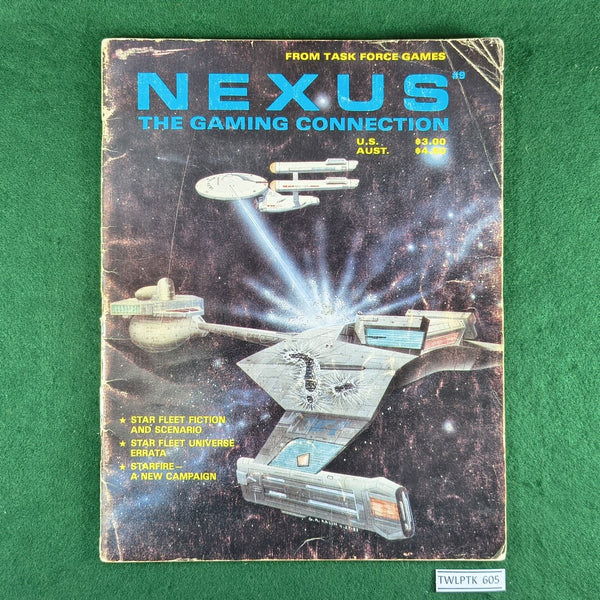 FROM TASK FORCE GAMES
NEXUS #9
THE GAMING CONNECTION
U.S. $3.00
AUST.
★ STAR FLEET FICTION
AND SCENARIO
★ STAR FLEET UNIVERSE
ERRATA
★ STARFIRE—
A NEW CAMPAIGN
TWLPTK 605